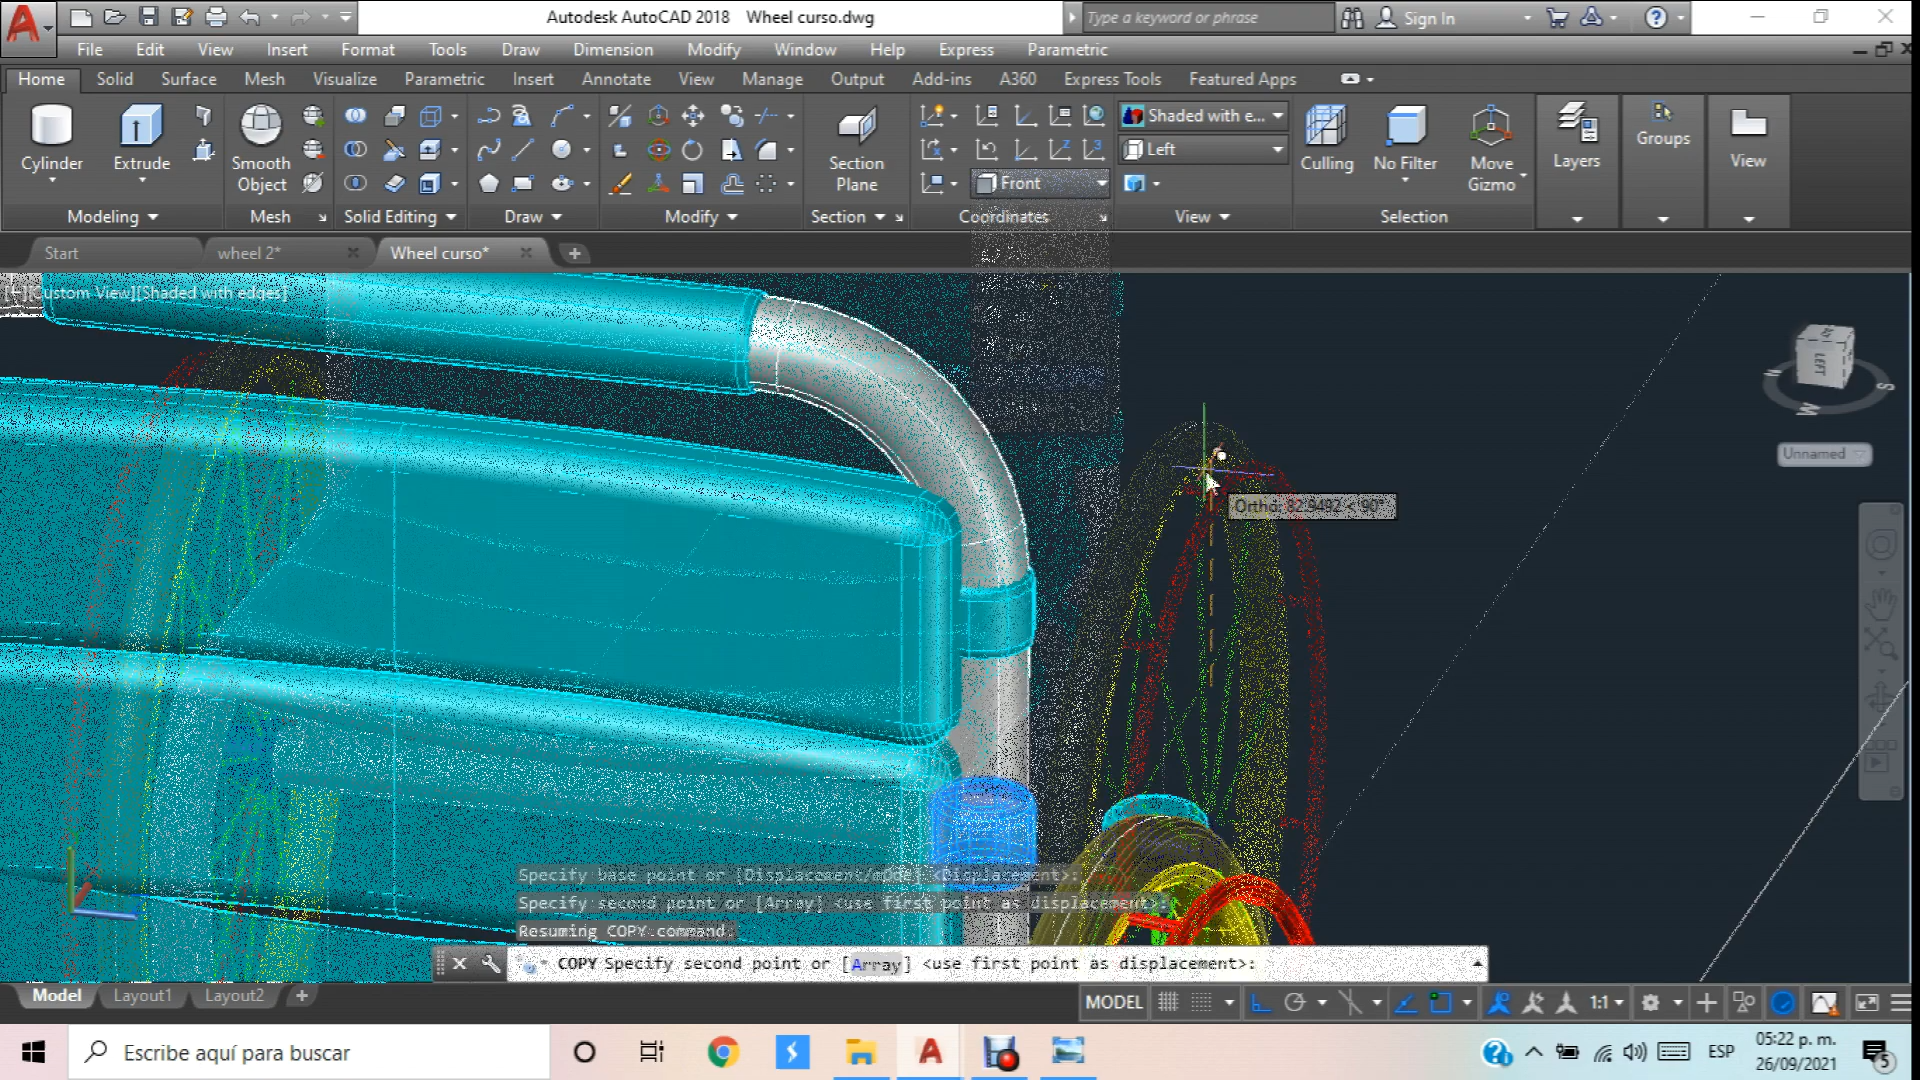 Autodesk AutoCAD 2018 Wheel curso.dwg
Type a keyword or phrase
Sign In
File Edit View Insert Format Tools Draw Dimension Modify Window Help Express Parametric
Home Solid Surface Mesh Visualize Parametric Insert Annotate View Manage Output Add-ins A360 Express Tools Featured Apps
Shaded with e...
Left
Front
Cylinder Extrude Smooth Object Section Plane Culling No Filter Move Gizmo Layers Groups View
Modeling Mesh Solid Editing Draw Modify Section Coordinates View Selection
Start wheel 2* Wheel curso*
[-][Custom View][Shaded with edges]
LEFT
S
Unnamed
Ortho: 82.9492 < 90°
Specify base point or [Displacement/mOde] <Displacement>:
Specify second point or [Array] <use first point as displacement>:
Resuming COPY command.
COPY Specify second point or [Array] <use first point as displacement>:
Model Layout1 Layout2
MODEL 1:1
Escribe aquí para buscar
ESP
05:22 p. m.
26/09/2021
5